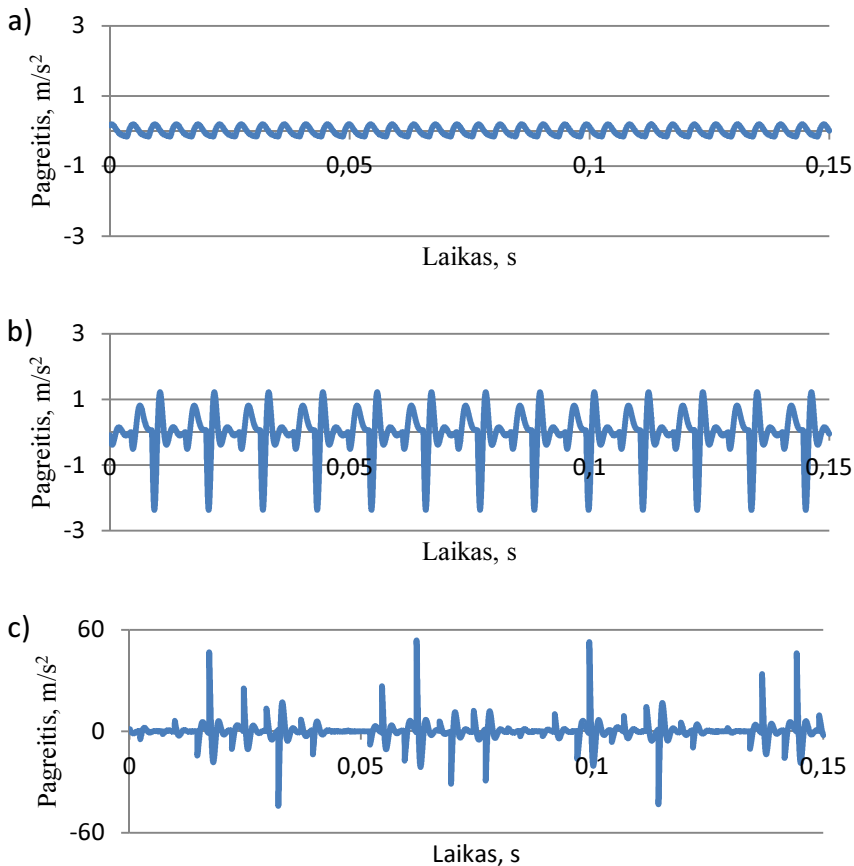 a)
Pagreitis, m/s²
3
1
-1
-3
0 0,05 0,1 0,15
Laikas, s
b)
Pagreitis, m/s²
3
1
-1
-3
0 0,05 0,1 0,15
Laikas, s
c)
Pagreitis, m/s²
60
0
-60
0 0,05 0,1 0,15
Laikas, s